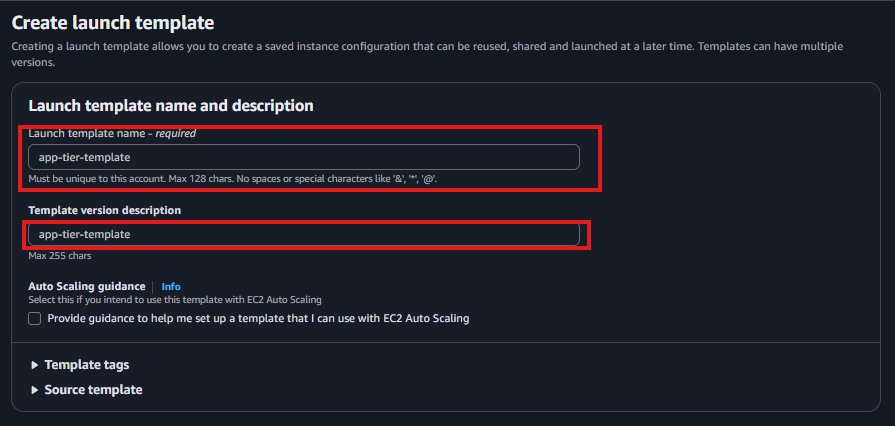 Create launch template
Creating a launch template allows you to create a saved instance configuration that can be reused, shared and launched at a later time. Templates can have multiple
versions.
Launch template name and description
Launch template name - required
app-tier-template
Must be unique to this account. Max 128 chars. No spaces or special characters like '&', '*', '@'.
Template version description
app-tier-template
Max 255 chars
Auto Scaling guidance | Info
Select this if you intend to use this template with EC2 Auto Scaling
Provide guidance to help me set up a template that I can use with EC2 Auto Scaling
Template tags
Source template